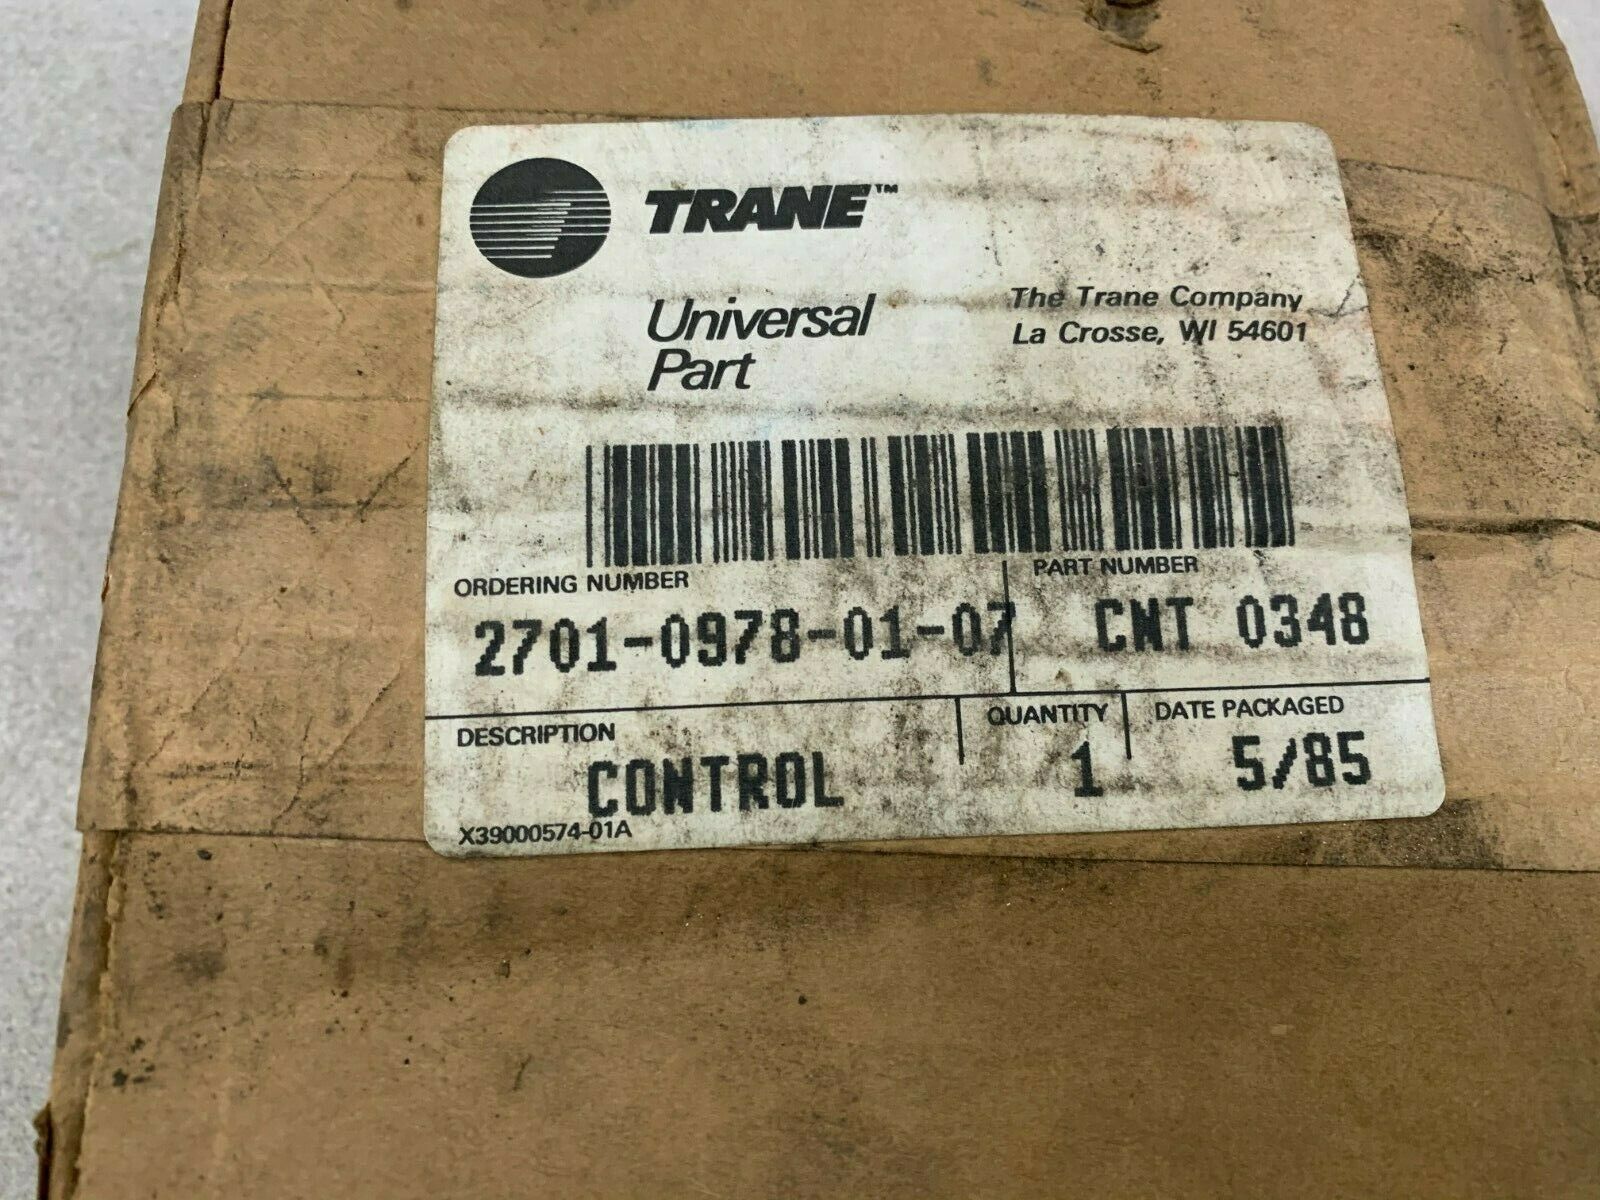 TRANE™
Universal
Part
The Trane Company
La Crosse, WI 54601
ORDERING NUMBER
2701-0978-01-07
PART NUMBER
CNT 0348
DESCRIPTION
CONTROL
QUANTITY
1
DATE PACKAGED
5/85
X39000574-01A